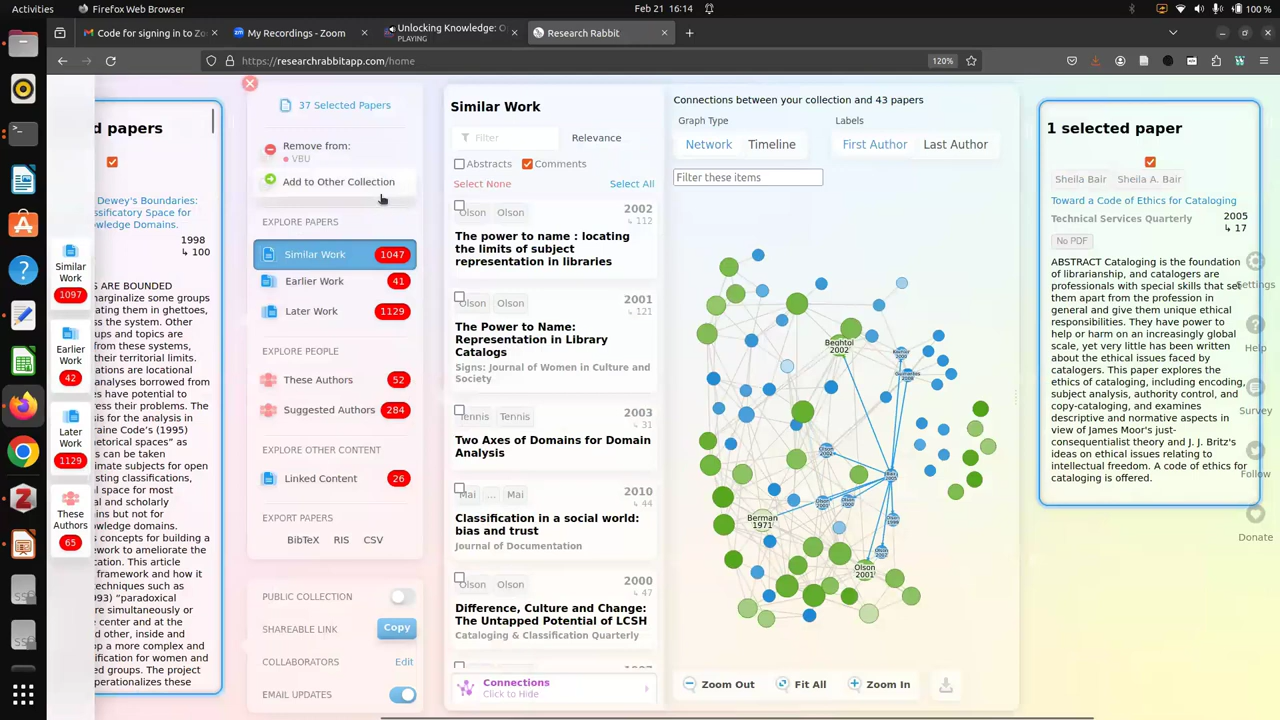 Activities
Firefox Web Browser
Feb 21 16:14
100 %
Code for signing in to Zo
My Recordings - Zoom
Unlocking Knowledge: O
PLAYING
Research Rabbit
https://researchrabbitapp.com/home
120%
d papers
Dewey's Boundaries:
ssificatory Space for
owledge Domains.
1998
↳ 100
S ARE BOUNDED
marginalize some groups
them in ghettoes,
ss the system. Other
oups and topics are
from these systems,
their territorial limits.
ations are locational
analyses borrowed from
es have potential to
ress their problems. The
is for the analysis in
raine Code's (1995)
hetorical spaces" as
can be taken
itimate subjects for open
l space for most
l and scholarly
but not for
wledge domains.
's concepts for building a
ework to ameliorate the
cation. This article
framework and how it
techniques such as
93) "paradoxical
re simultaneously or
e center and at the
d other, inside and
p a more complex and
ification for women and
ed groups. The project
perationalizes these
Similar
Work
1097
Earlier
Work
42
Later
Work
1129
These
Authors
65
37 Selected Papers
Remove from:
VBU
Add to Other Collection
EXPLORE PAPERS
Similar Work 1047
Earlier Work 41
Later Work 1129
EXPLORE PEOPLE
These Authors 52
Suggested Authors 284
EXPLORE OTHER CONTENT
Linked Content 26
EXPORT PAPERS
BibTeX RIS CSV
PUBLIC COLLECTION
SHAREABLE LINK Copy
COLLABORATORS Edit
EMAIL UPDATES
Similar Work
Filter
Relevance
Abstracts Comments
Select None Select All
Olson Olson 2002
↳ 112
The power to name : locating
the limits of subject
representation in libraries
Olson Olson 2001
↳ 121
The Power to Name:
Representation in Library
Catalogs
Signs: Journal of Women in Culture and
Society
Tennis Tennis 2003
↳ 31
Two Axes of Domains for Domain
Analysis
Mai ... Mai 2010
↳ 44
Classification in a social world:
bias and trust
Journal of Documentation
Olson Olson 2000
↳ 47
Difference, Culture and Change:
The Untapped Potential of LCSH
Cataloging & Classification Quarterly
Connections
Click to Hide
Connections between your collection and 43 papers
Graph Type
Labels
Network Timeline
First Author Last Author
Filter these items
Beghtol
2002
Guimarães
2008
Olson
2002
Bair
2005
Berman
1971
Olson
2001
Zoom Out Fit All Zoom In
1 selected paper
Sheila Bair Sheila A. Bair
Toward a Code of Ethics for Cataloging
Technical Services Quarterly 2005
↳ 17
No PDF
ABSTRACT Cataloging is the foundation
of librarianship, and catalogers are
professionals with special skills that set
them apart from the profession in
general and give them unique ethical
responsibilities. They have power to
help or harm on an increasingly global
scale, yet very little has been written
about the ethical issues faced by
catalogers. This paper explores the
ethics of cataloging, including encoding,
subject analysis, authority control, and
copy-cataloging, and examines
descriptive and normative aspects in
view of James Moor's just-
consequentialist theory and J. J. Britz's
ideas on ethical issues relating to
intellectual freedom. A code of ethics for
cataloging is offered.
Settings
Help
Survey
Follow
Donate